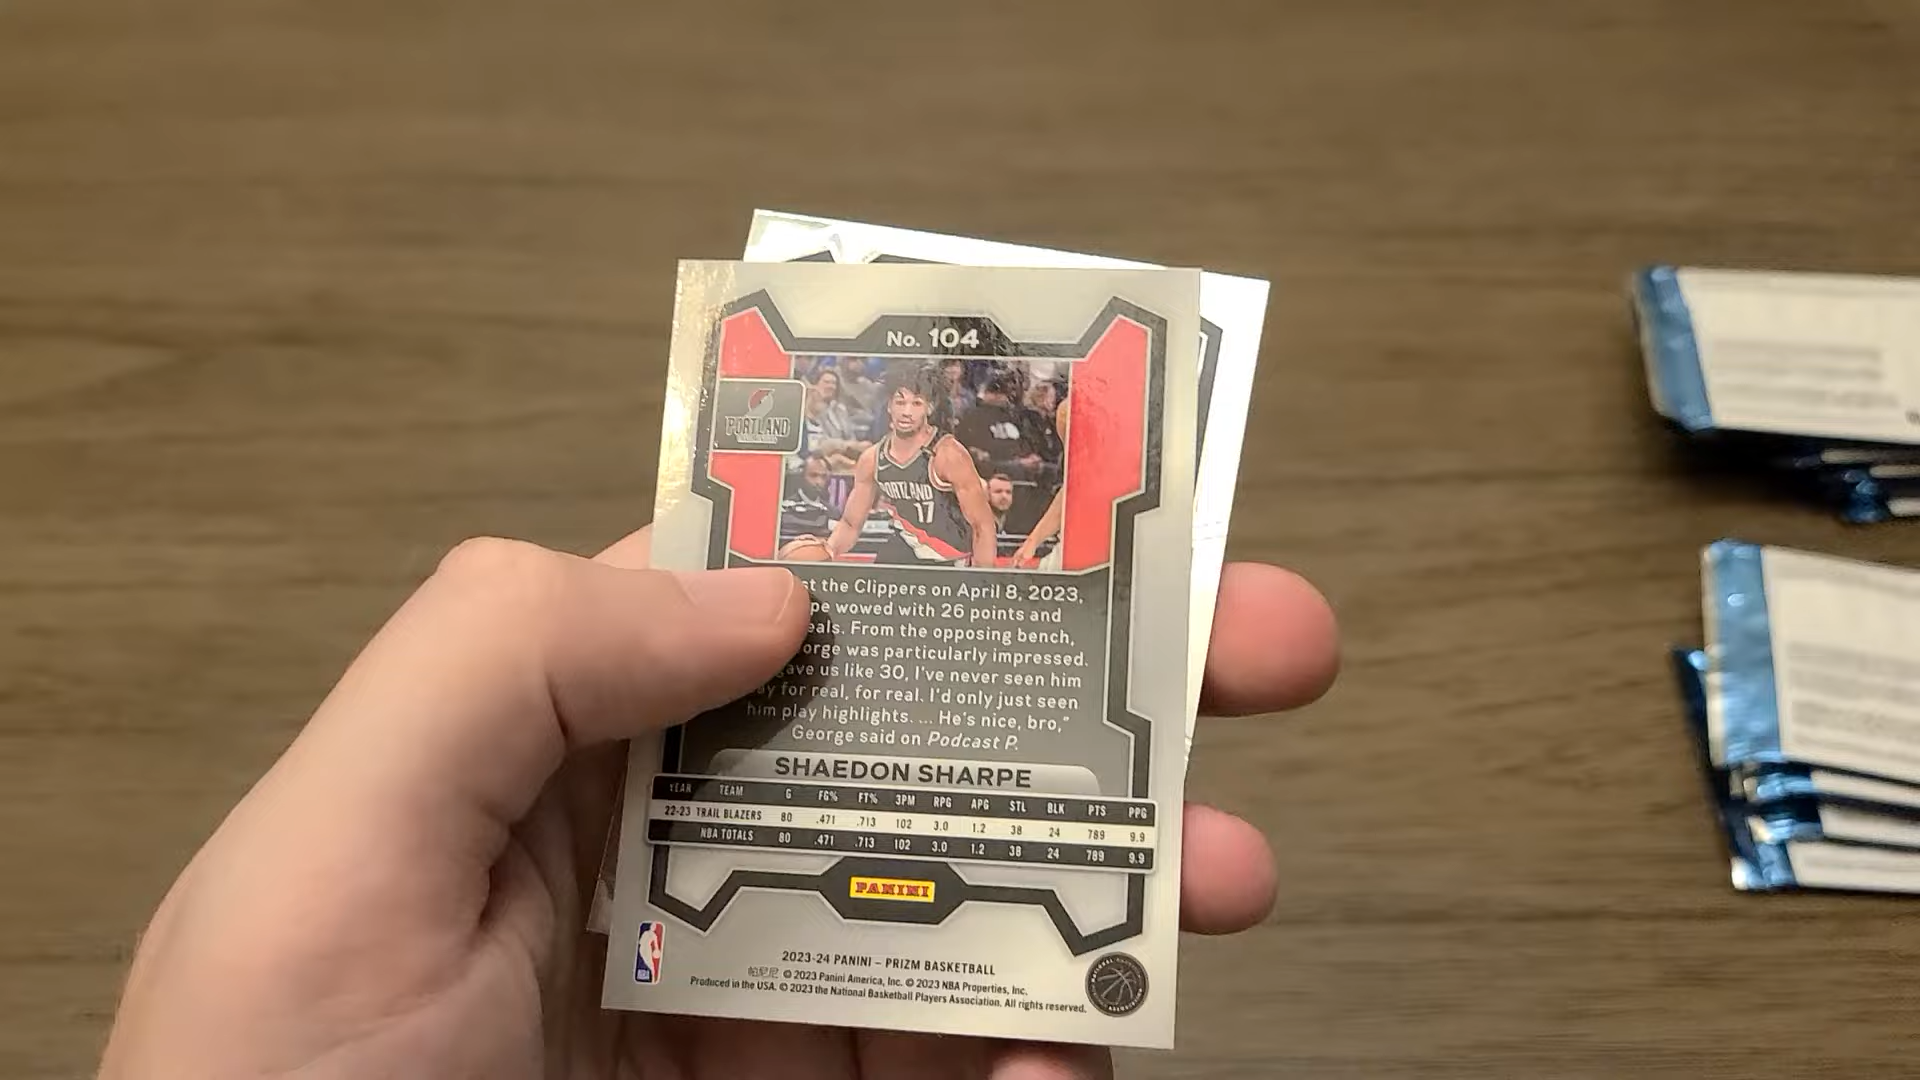 No. 104
PORTLAND
PORTLAND
17
st the Clippers on April 8, 2023,
pe wowed with 26 points and
eals. From the opposing bench,
orge was particularly impressed.
ave us like 30, I've never seen him
ay for real, for real. I'd only just seen
him play highlights. ... He's nice, bro,"
George said on Podcast P.
SHAEDON SHARPE
YEAR TEAM G FG% FT% 3PM RPG APG STL BLK PTS PPG
22-23 TRAIL BLAZERS 80 .471 .713 102 3.0 1.2 38 24 789 9.9
NBA TOTALS 80 .471 .713 102 3.0 1.2 38 24 789 9.9
PANINI
NBA
2023-24 PANINI – PRIZM BASKETBALL
帕尼尼 © 2023 Panini America, Inc. © 2023 NBA Properties, Inc.
Produced in the USA. © 2023 the National Basketball Players Association. All rights reserved.